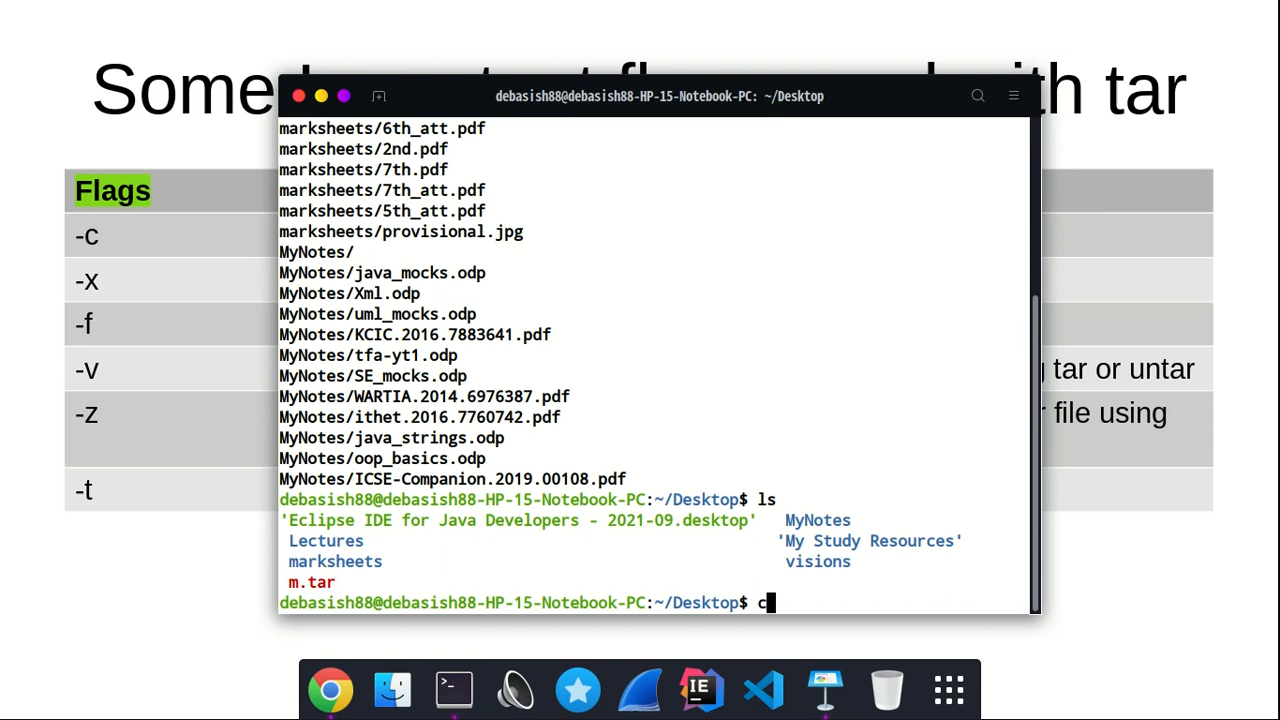 Some
with tar
debasish88@debasish88-HP-15-Notebook-PC: ~/Desktop
marksheets/6th_att.pdf
marksheets/2nd.pdf
marksheets/7th.pdf
marksheets/7th_att.pdf
marksheets/5th_att.pdf
marksheets/provisional.jpg
MyNotes/
MyNotes/java_mocks.odp
MyNotes/Xml.odp
MyNotes/uml_mocks.odp
MyNotes/KCIC.2016.7883641.pdf
MyNotes/tfa-yt1.odp
MyNotes/SE_mocks.odp
MyNotes/WARTIA.2014.6976387.pdf
MyNotes/ithet.2016.7760742.pdf
MyNotes/java_strings.odp
MyNotes/oop_basics.odp
MyNotes/ICSE-Companion.2019.00108.pdf
debasish88@debasish88-HP-15-Notebook-PC:~/Desktop$ ls
'Eclipse IDE for Java Developers - 2021-09.desktop' MyNotes
Lectures 'My Study Resources'
marksheets visions
m.tar
debasish88@debasish88-HP-15-Notebook-PC:~/Desktop$ c
Flags
-c
-x
-f
-v
tar or untar
-z
file using
-t
>_
IE